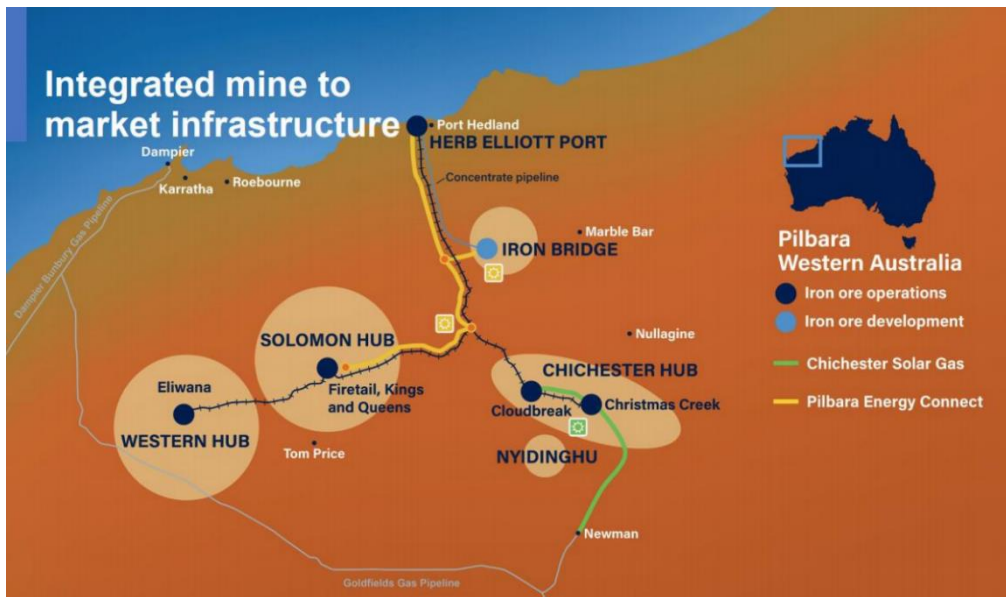 Integrated mine to
market infrastructure
Port Hedland
HERB ELLIOTT PORT
Dampier
Karratha
Roebourne
Concentrate pipeline
Dampier Bunbury Gas Pipeline
Marble Bar
IRON BRIDGE
Pilbara
Western Australia
Iron ore operations
Iron ore development
Chichester Solar Gas
Pilbara Energy Connect
Nullagine
SOLOMON HUB
Firetail, Kings
and Queens
CHICHESTER HUB
Cloudbreak
Christmas Creek
Eliwana
WESTERN HUB
Tom Price
NYIDINGHU
Newman
Goldfields Gas Pipeline